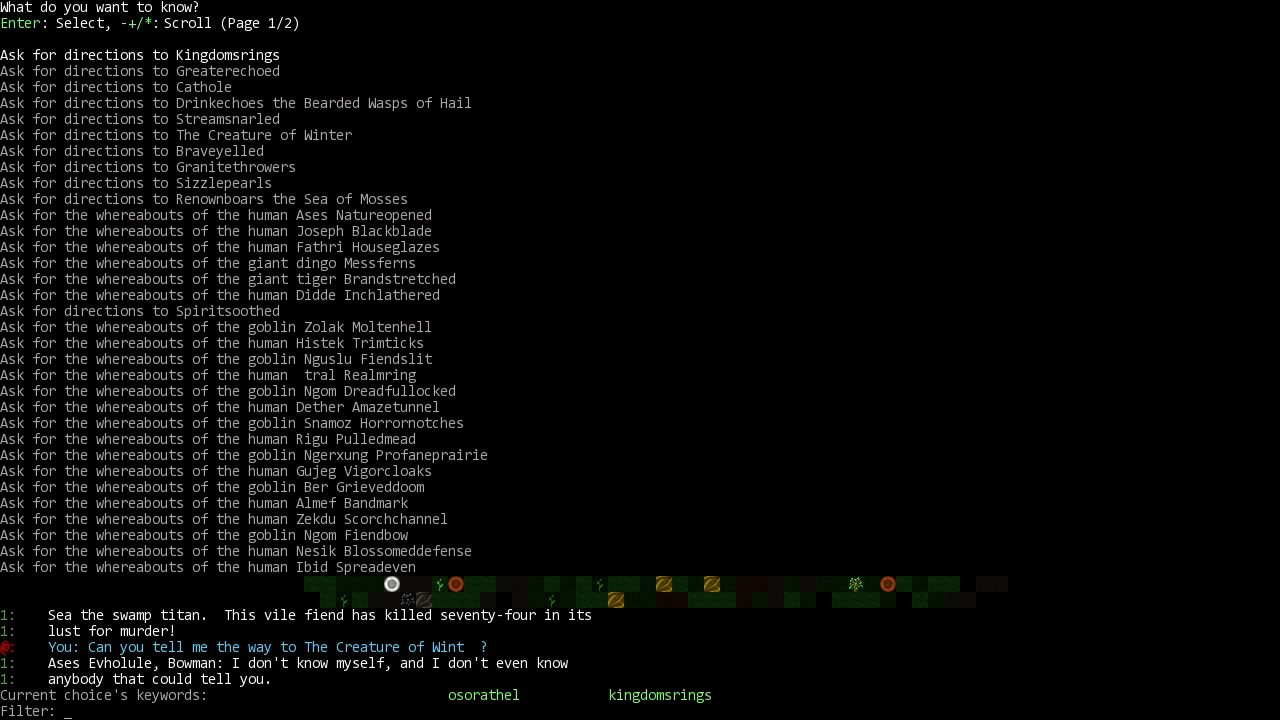 What do you want to know?
Enter: Select, -+/*: Scroll (Page 1/2)
Ask for directions to Kingdomsrings
Ask for directions to Greaterechoed
Ask for directions to Cathole
Ask for directions to Drinkechoes the Bearded Wasps of Hail
Ask for directions to Streamsnarled
Ask for directions to The Creature of Winter
Ask for directions to Braveyelled
Ask for directions to Granitethrowers
Ask for directions to Sizzlepearls
Ask for directions to Renownboars the Sea of Mosses
Ask for the whereabouts of the human Ases Natureopened
Ask for the whereabouts of the human Joseph Blackblade
Ask for the whereabouts of the human Fathri Houseglazes
Ask for the whereabouts of the giant dingo Messferns
Ask for the whereabouts of the giant tiger Brandstretched
Ask for the whereabouts of the human Didde Inchlathered
Ask for directions to Spiritsoothed
Ask for the whereabouts of the goblin Zolak Moltenhell
Ask for the whereabouts of the human Histek Trimticks
Ask for the whereabouts of the goblin Nguslu Fiendslit
Ask for the whereabouts of the human  tral Realmring
Ask for the whereabouts of the goblin Ngom Dreadfullocked
Ask for the whereabouts of the human Dether Amazetunnel
Ask for the whereabouts of the goblin Snamoz Horrornotches
Ask for the whereabouts of the human Rigu Pulledmead
Ask for the whereabouts of the goblin Ngerxung Profaneprairie
Ask for the whereabouts of the human Gujeg Vigorcloaks
Ask for the whereabouts of the goblin Ber Grieveddoom
Ask for the whereabouts of the human Almef Bandmark
Ask for the whereabouts of the human Zekdu Scorchchannel
Ask for the whereabouts of the goblin Ngom Fiendbow
Ask for the whereabouts of the human Nesik Blossomeddefense
Ask for the whereabouts of the human Ibid Spreadeven
1: Sea the swamp titan.  This vile fiend has killed seventy-four in its
1: lust for murder!
@: You: Can you tell me the way to The Creature of Wint  ?
1: Ases Evholule, Bowman: I don't know myself, and I don't even know
1: anybody that could tell you.
Current choice's keywords: osorathel kingdomsrings
Filter: _